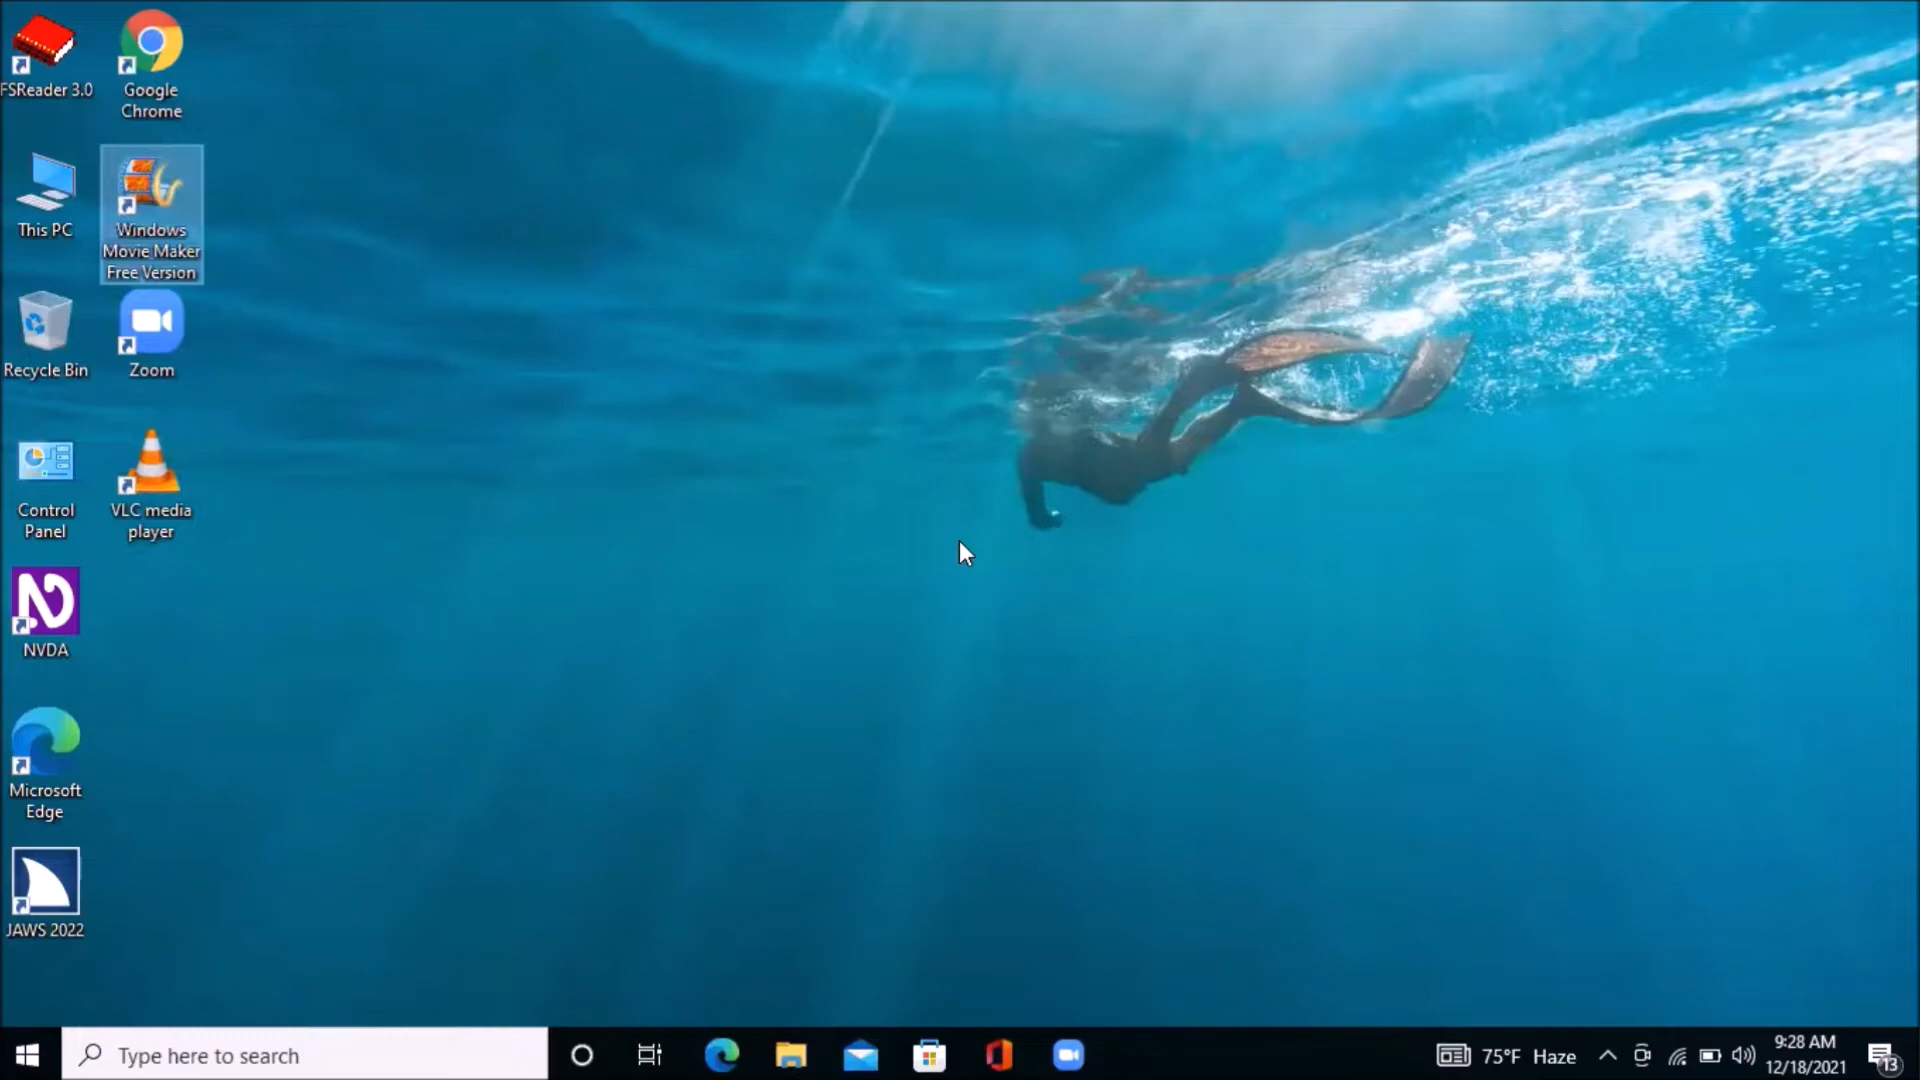 FSReader 3.0
Google
Chrome
This PC
Windows
Movie Maker
Free Version
Recycle Bin
Zoom
Control
Panel
VLC media
player
NVDA
Microsoft
Edge
JAWS 2022
Type here to search
75°F Haze
9:28 AM
12/18/2021
13